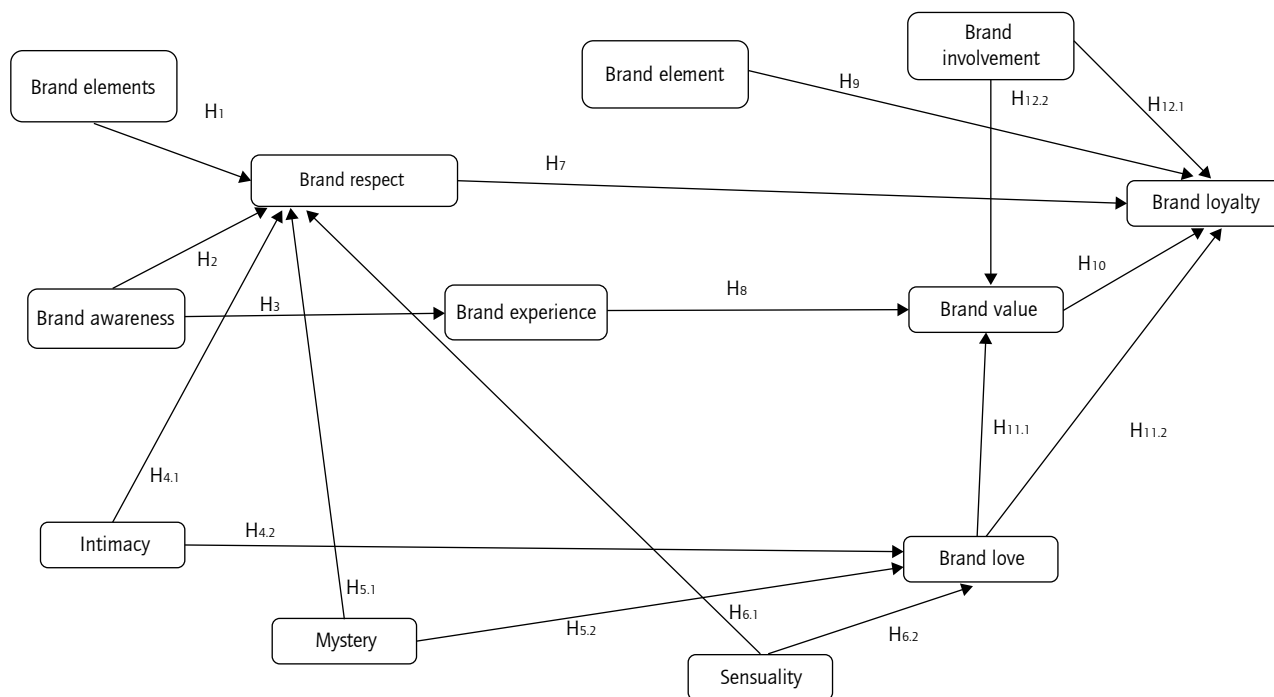 Brand
involvement
Brand element
Brand elements
H9
H12.2
H12.1
H1
H7
Brand respect
Brand loyalty
H2
H10
H8
H3
Brand awareness
Brand experience
Brand value
H11.1
H11.2
H4.1
H4.2
Intimacy
Brand love
H5.1
H6.1
H5.2
H6.2
Mystery
Sensuality